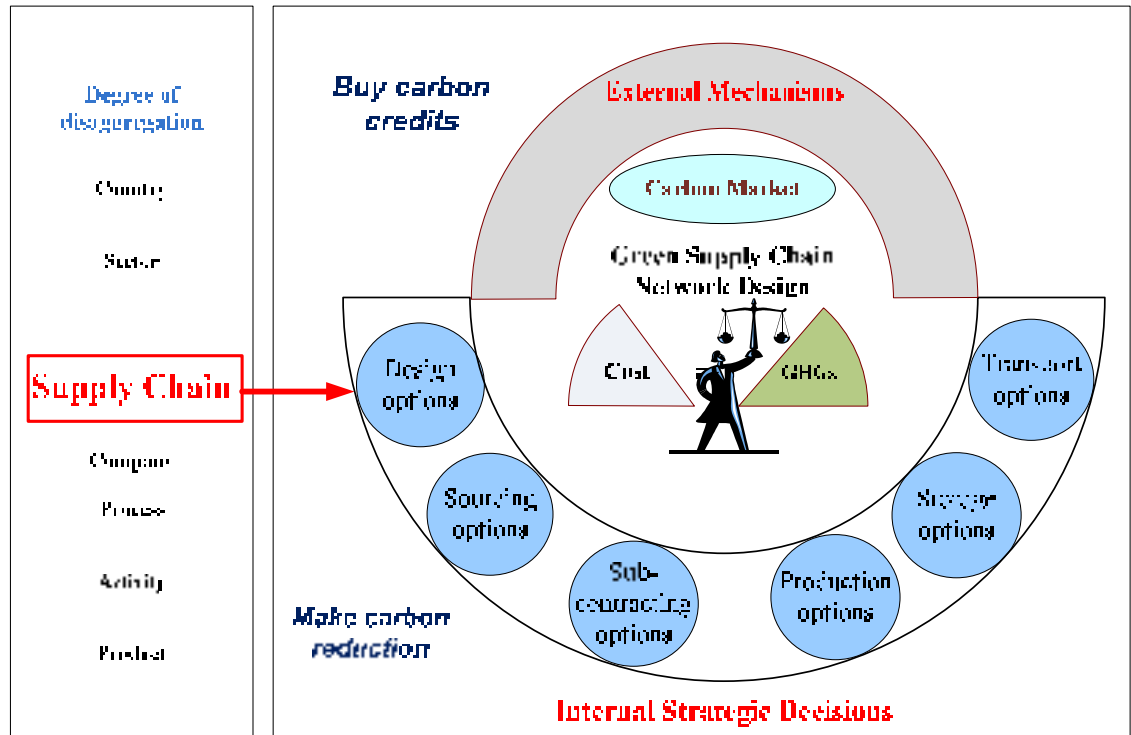 Degree of
disaggregation
Country
Sector
Supply Chain
Company
Process
Activity
Product
Buy carbon
credits
External Mechanisms
Carbon Market
Green Supply Chain
Network Design
Cost
GHGs
Design
options
Sourcing
options
Sub-
contracting
options
Production
options
Storage
options
Transport
options
Make carbon
reduction
Internal Strategic Decisions